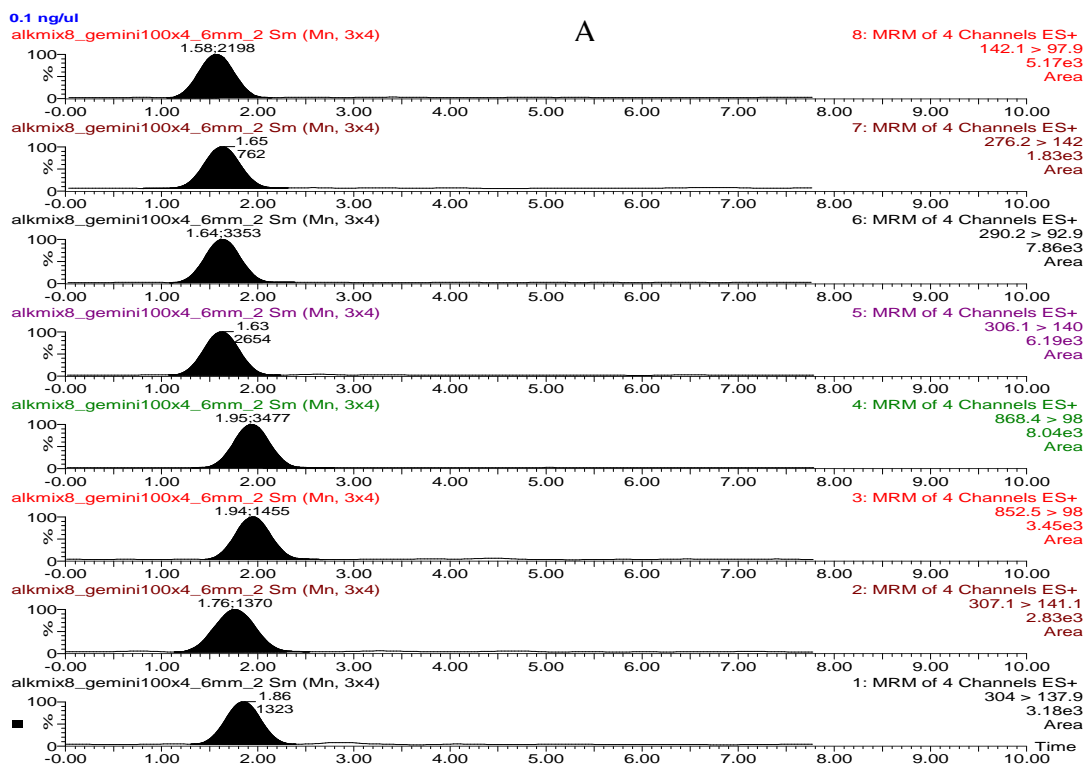 0.1 ng/ul
A
alkmix8_gemini100x4_6mm_2 Sm (Mn, 3x4)
8: MRM of 4 Channels ES+
142.1 > 97.9
5.17e3
Area
1.58;2198
100
%
0
-0.00 1.00 2.00 3.00 4.00 5.00 6.00 7.00 8.00 9.00 10.00
alkmix8_gemini100x4_6mm_2 Sm (Mn, 3x4)
7: MRM of 4 Channels ES+
276.2 > 142
1.83e3
Area
1.65
762
100
%
0
-0.00 1.00 2.00 3.00 4.00 5.00 6.00 7.00 8.00 9.00 10.00
alkmix8_gemini100x4_6mm_2 Sm (Mn, 3x4)
6: MRM of 4 Channels ES+
290.2 > 92.9
7.86e3
Area
1.64;3353
100
%
0
-0.00 1.00 2.00 3.00 4.00 5.00 6.00 7.00 8.00 9.00 10.00
alkmix8_gemini100x4_6mm_2 Sm (Mn, 3x4)
5: MRM of 4 Channels ES+
306.1 > 140
6.19e3
Area
1.63
2654
100
%
0
-0.00 1.00 2.00 3.00 4.00 5.00 6.00 7.00 8.00 9.00 10.00
alkmix8_gemini100x4_6mm_2 Sm (Mn, 3x4)
4: MRM of 4 Channels ES+
868.4 > 98
8.04e3
Area
1.95;3477
100
%
0
-0.00 1.00 2.00 3.00 4.00 5.00 6.00 7.00 8.00 9.00 10.00
alkmix8_gemini100x4_6mm_2 Sm (Mn, 3x4)
3: MRM of 4 Channels ES+
852.5 > 98
3.45e3
Area
1.94;1455
100
%
0
-0.00 1.00 2.00 3.00 4.00 5.00 6.00 7.00 8.00 9.00 10.00
alkmix8_gemini100x4_6mm_2 Sm (Mn, 3x4)
2: MRM of 4 Channels ES+
307.1 > 141.1
2.83e3
Area
1.76;1370
100
%
0
-0.00 1.00 2.00 3.00 4.00 5.00 6.00 7.00 8.00 9.00 10.00
alkmix8_gemini100x4_6mm_2 Sm (Mn, 3x4)
1: MRM of 4 Channels ES+
304 > 137.9
3.18e3
Area
1.86
1323
100
%
0
Time
-0.00 1.00 2.00 3.00 4.00 5.00 6.00 7.00 8.00 9.00 10.00